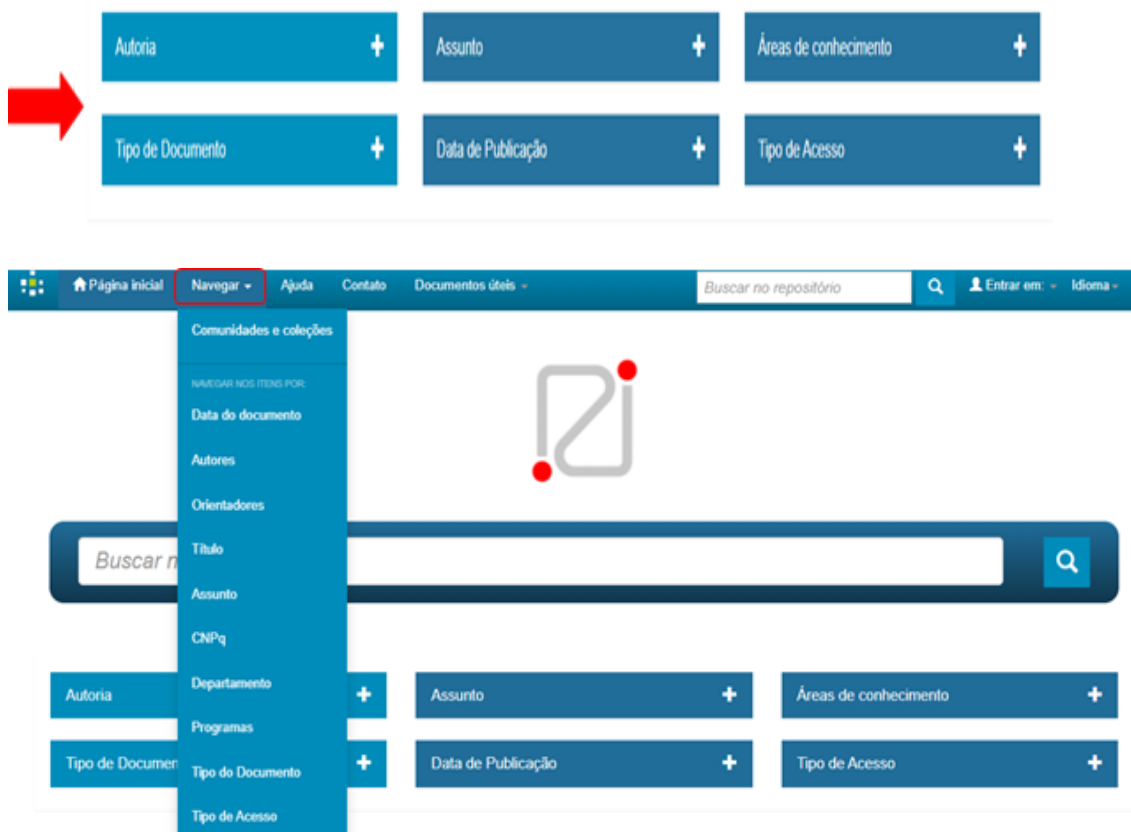 Autoria + Assunto + Áreas de conhecimento +
Tipo de Documento + Data de Publicação + Tipo de Acesso +
Página inicial Navegar Ajuda Contato Documentos úteis Buscar no repositório Entrar em: Idioma
Comunidades e coleções
NAVEGAR NOS ITENS POR:
Data do documento
Autores
Orientadores
Título
Buscar n
Assunto
CNPq
Departamento
Autoria + Assunto + Áreas de conhecimento +
Programas
Tipo de Documen + Data de Publicação + Tipo de Acesso +
Tipo do Documento
Tipo de Acesso